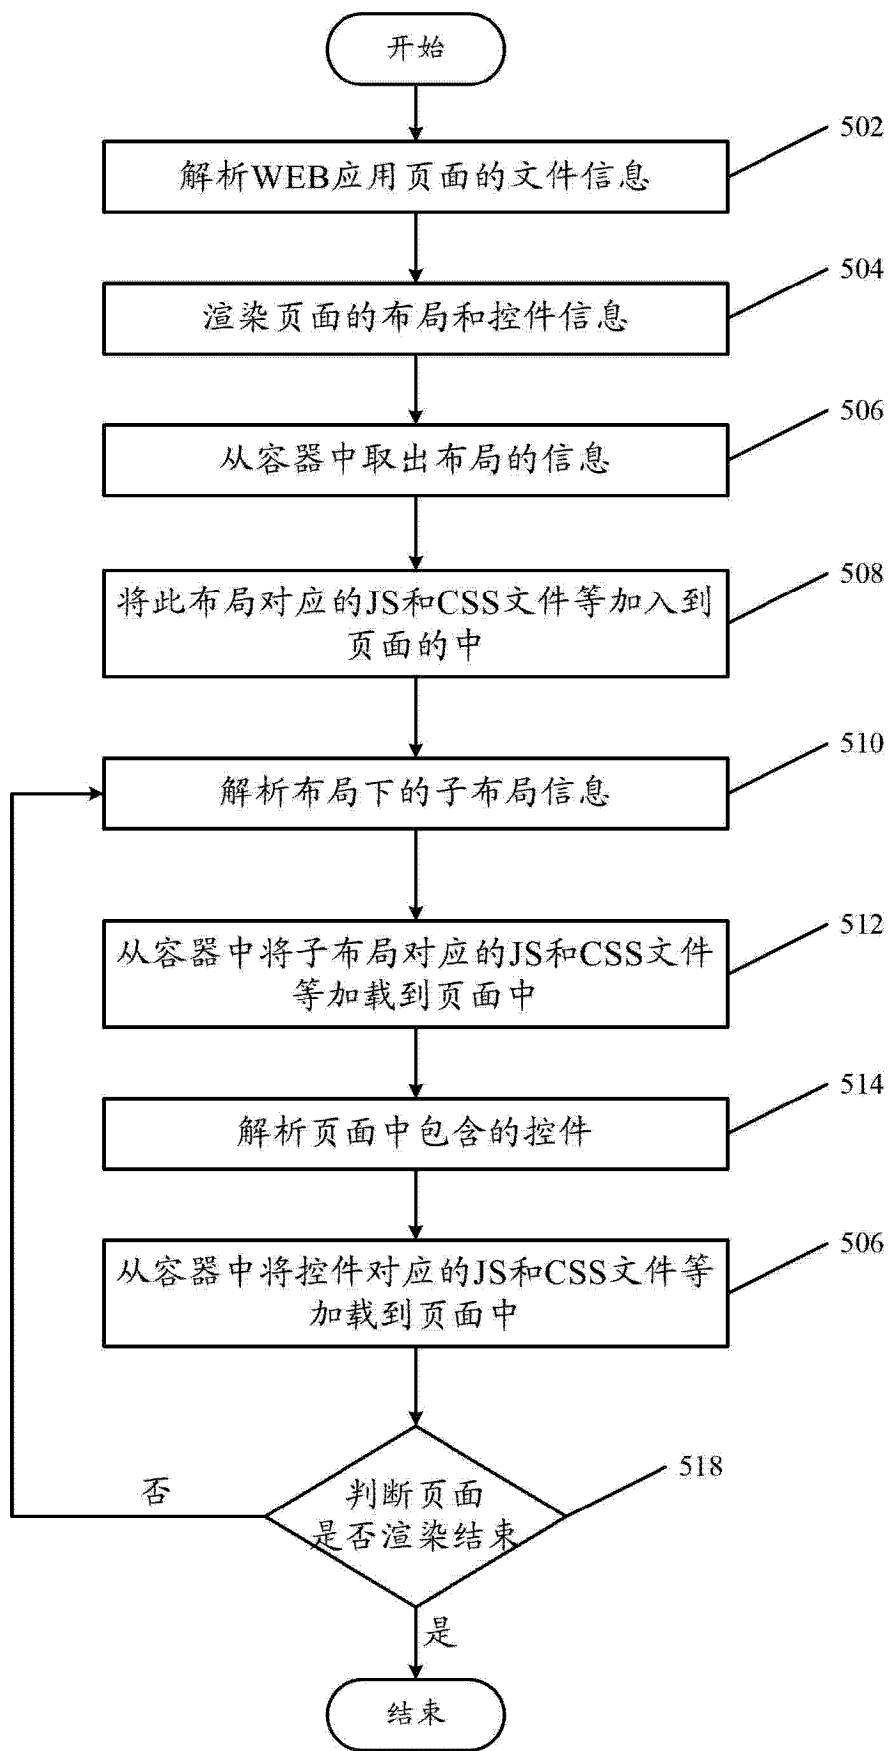 开始
502
解析WEB应用页面的文件信息
504
渲染页面的布局和控件信息
506
从容器中取出布局的信息
508
将此布局对应的JS和CSS文件等加入到
页面的中
510
解析布局下的子布局信息
512
从容器中将子布局对应的JS和CSS文件
等加载到页面中
514
解析页面中包含的控件
506
从容器中将控件对应的JS和CSS文件等
加载到页面中
518
否
判断页面
是否渲染结束
是
结束